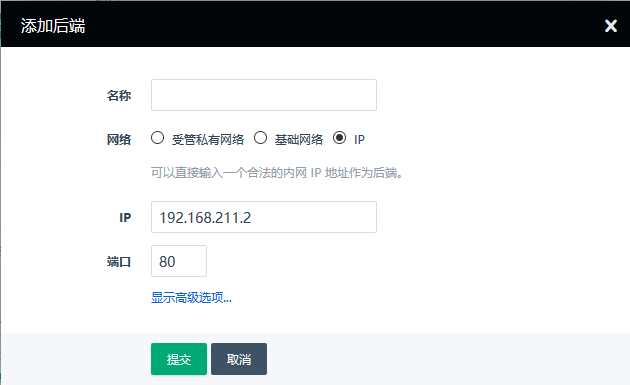 添加后端
名称
网络 受管私有网络 基础网络 IP
可以直接输入一个合法的内网 IP 地址作为后端。
IP 192.168.211.2
端口 80
显示高级选项...
提交 取消